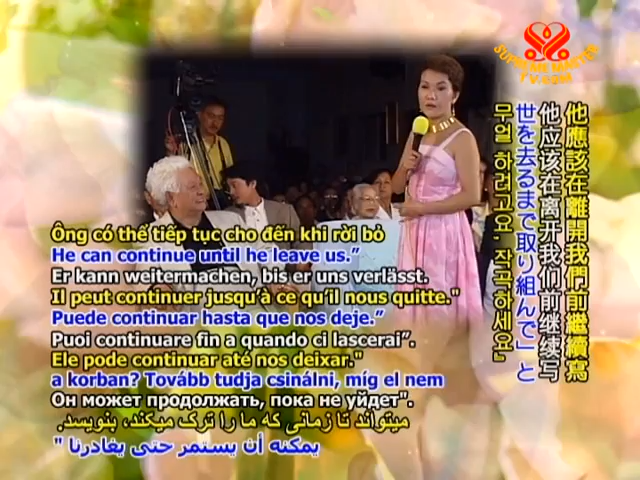 SUPREME MASTER
TV.COM
Ông có thể tiếp tục cho đến khi rời bỏ
He can continue until he leave us.”
Er kann weitermachen, bis er uns verlässt.
Il peut continuer jusqu’à ce qu’il nous quitte."
Puede continuar hasta que nos deje.”
Puoi continuare fin a quando ci lascerai”.
Ele pode continuar até nos deixar."
a korban? Tovább tudja csinálni, míg el nem
Он может продолжать, пока не уйдет".
میتواند تا زمانی که ما را ترک میکند، بنویسد.
يمكنه أن يستمر حتى يغادرنا "
他應該在離開我們前繼續寫
他应该在离开我们前继续写
世を去るまで取り組んで」と
무얼 하려고요. 작곡하세요』